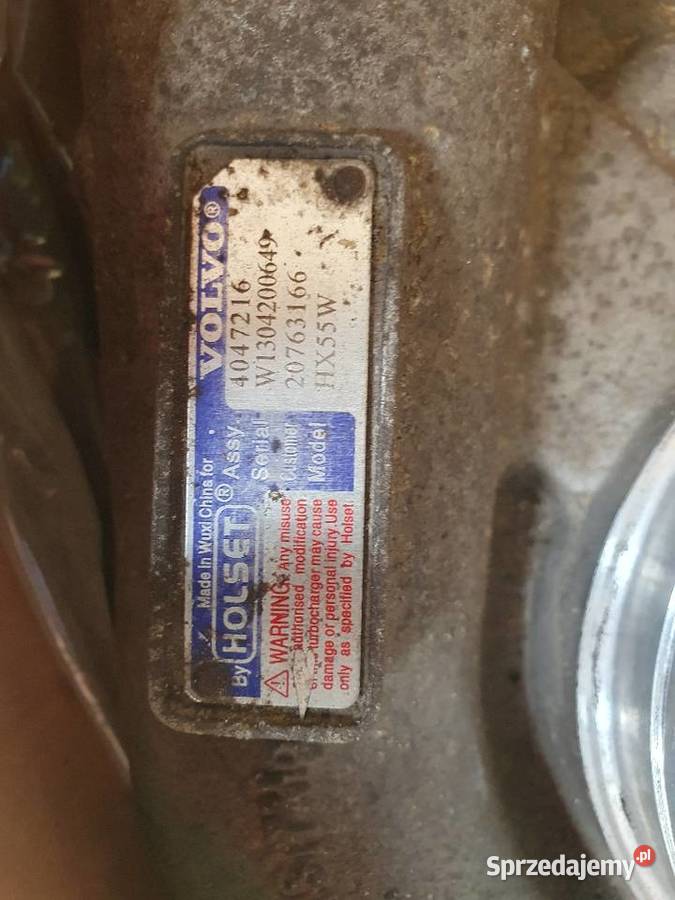 Made in Wuxi China for
VOLVO®
By HOLSET®
Assy. 4047216
Serial W1304200649
Customer 20763166
Model HX55W
WARNING: Any misuse
authorised modification
turbocharger may cause
damage or personal injury.Use
only as specified by Holset
Sprzedajemy.pl